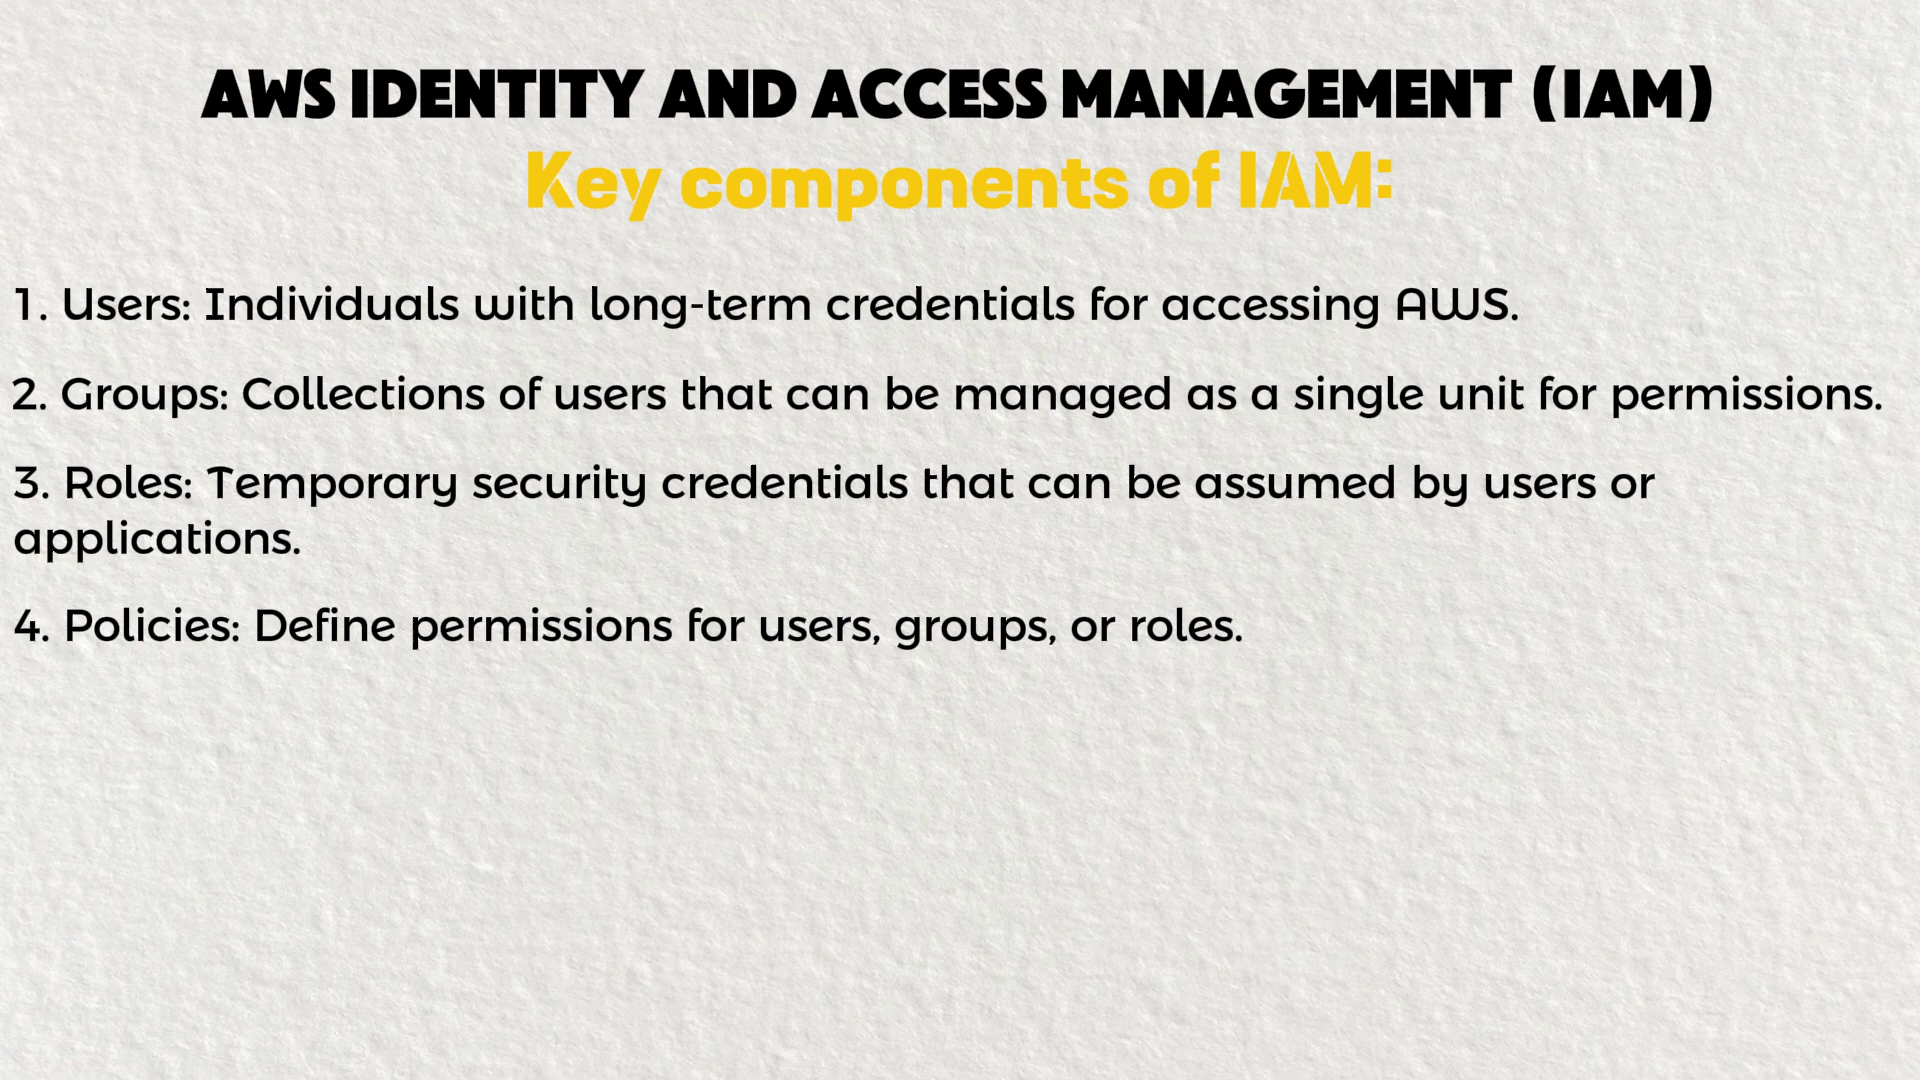 AWS IDENTITY AND ACCESS MANAGEMENT (IAM)
Key components of IAM:
1. Users: Individuals with long-term credentials for accessing AWS.
2. Groups: Collections of users that can be managed as a single unit for permissions.
3. Roles: Temporary security credentials that can be assumed by users or
applications.
4. Policies: Define permissions for users, groups, or roles.